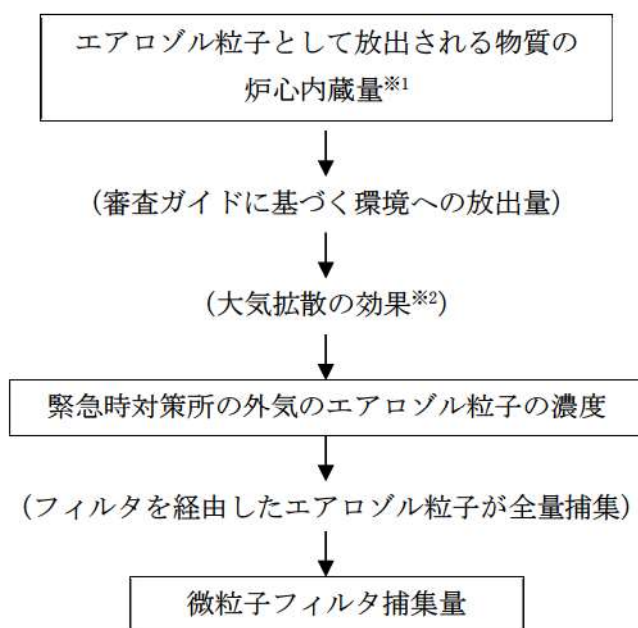 エアロゾル粒子として放出される物質の
炉心内蔵量※1
（審査ガイドに基づく環境への放出量）
（大気拡散の効果※2）
緊急時対策所の外気のエアロゾル粒子の濃度
（フィルタを経由したエアロゾル粒子が全量捕集）
微粒子フィルタ捕集量